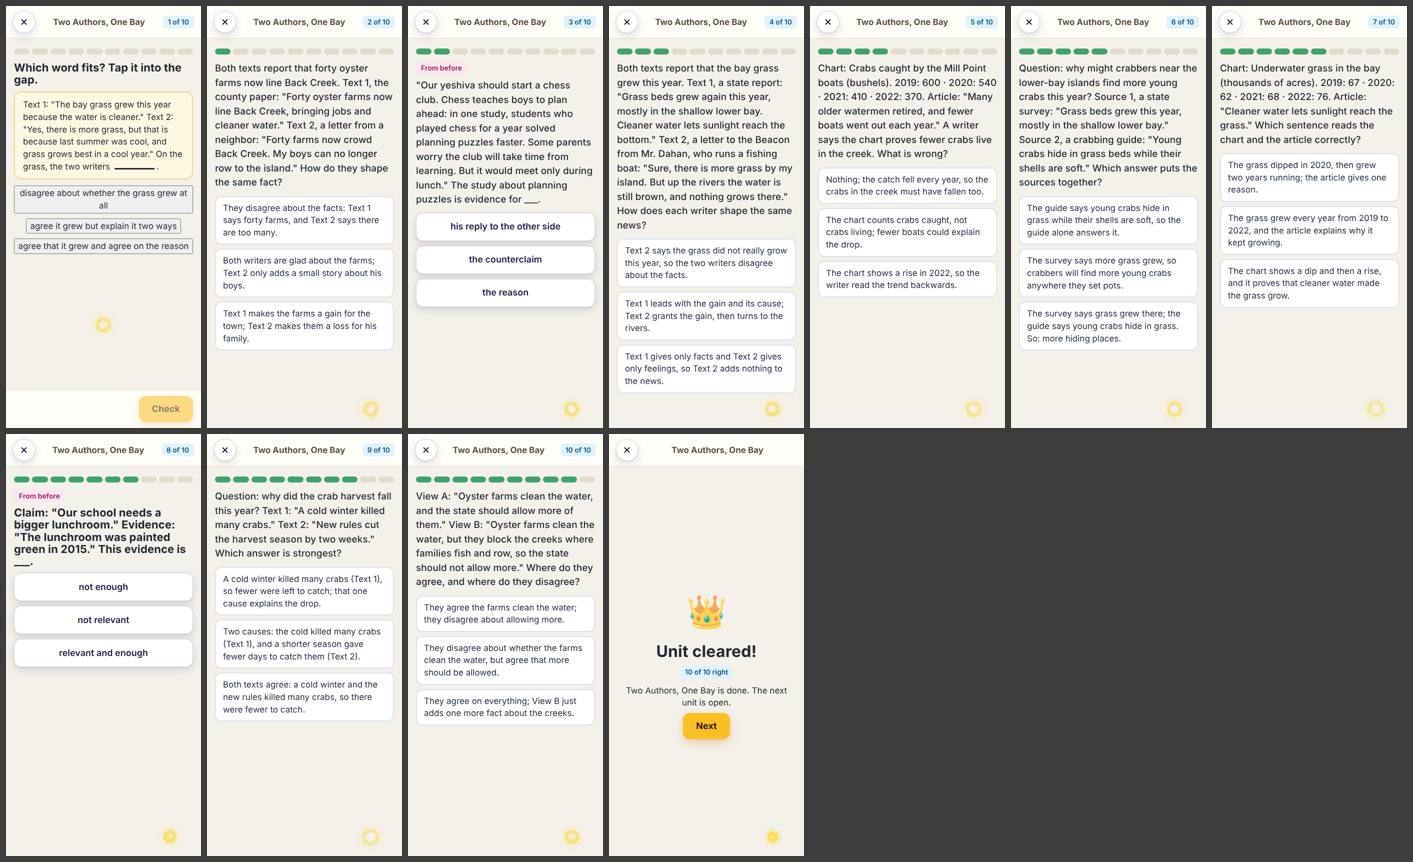 Two Authors, One Bay
1 of 10
Which word fits? Tap it into the
gap.
Text 1: "The bay grass grew this year
because the water is cleaner." Text 2:
"Yes, there is more grass, but that is
because last summer was cool, and
grass grows best in a cool year." On the
grass, the two writers ______.
disagree about whether the grass grew at
all
agree it grew but explain it two ways
agree that it grew and agree on the reason
Check
Two Authors, One Bay
2 of 10
Both texts report that forty oyster
farms now line Back Creek. Text 1, the
county paper: "Forty oyster farms now
line Back Creek, bringing jobs and
cleaner water." Text 2, a letter from a
neighbor: "Forty farms now crowd
Back Creek. My boys can no longer
row to the island." How do they shape
the same fact?
They disagree about the facts: Text 1
says forty farms, and Text 2 says there
are too many.
Both writers are glad about the farms;
Text 2 only adds a small story about his
boys.
Text 1 makes the farms a gain for the
town; Text 2 makes them a loss for his
family.
Two Authors, One Bay
3 of 10
From before
"Our yeshiva should start a chess
club. Chess teaches boys to plan
ahead: in one study, students who
played chess for a year solved
planning puzzles faster. Some parents
worry the club will take time from
learning. But it would meet only during
lunch." The study about planning
puzzles is evidence for ___.
his reply to the other side
the counterclaim
the reason
Two Authors, One Bay
4 of 10
Both texts report that the bay grass
grew this year. Text 1, a state report:
"Grass beds grew again this year,
mostly in the shallow lower bay.
Cleaner water lets sunlight reach the
bottom." Text 2, a letter to the Beacon
from Mr. Dahan, who runs a fishing
boat: "Sure, there is more grass by my
island. But up the rivers the water is
still brown, and nothing grows there."
How does each writer shape the same
news?
Text 2 says the grass did not really grow
this year, so the two writers disagree
about the facts.
Text 1 leads with the gain and its cause;
Text 2 grants the gain, then turns to the
rivers.
Text 1 gives only facts and Text 2 gives
only feelings, so Text 2 adds nothing to
the news.
Two Authors, One Bay
5 of 10
Chart: Crabs caught by the Mill Point
boats (bushels). 2019: 600 · 2020: 540
· 2021: 410 · 2022: 370. Article: "Many
older watermen retired, and fewer
boats went out each year." A writer
says the chart proves fewer crabs live
in the creek. What is wrong?
Nothing; the catch fell every year, so the
crabs in the creek must have fallen too.
The chart counts crabs caught, not
crabs living; fewer boats could explain
the drop.
The chart shows a rise in 2022, so the
writer read the trend backwards.
Two Authors, One Bay
6 of 10
Question: why might crabbers near the
lower-bay islands find more young
crabs this year? Source 1, a state
survey: "Grass beds grew this year,
mostly in the shallow lower bay."
Source 2, a crabbing guide: "Young
crabs hide in grass beds while their
shells are soft." Which answer puts the
sources together?
The guide says young crabs hide in
grass while their shells are soft, so the
guide alone answers it.
The survey says more grass grew, so
crabbers will find more young crabs
anywhere they set pots.
The survey says grass grew there; the
guide says young crabs hide in grass.
So: more hiding places.
Two Authors, One Bay
7 of 10
Chart: Underwater grass in the bay
(thousands of acres). 2019: 67 · 2020:
62 · 2021: 68 · 2022: 76. Article:
"Cleaner water lets sunlight reach the
grass." Which sentence reads the
chart and the article correctly?
The grass dipped in 2020, then grew
two years running; the article gives one
reason.
The grass grew every year from 2019 to
2022, and the article explains why it
kept growing.
The chart shows a dip and then a rise,
and it proves that cleaner water made
the grass grow.
Two Authors, One Bay
8 of 10
From before
Claim: "Our school needs a
bigger lunchroom." Evidence:
"The lunchroom was painted
green in 2015." This evidence is
___.
not enough
not relevant
relevant and enough
Two Authors, One Bay
9 of 10
Question: why did the crab harvest fall
this year? Text 1: "A cold winter killed
many crabs." Text 2: "New rules cut
the harvest season by two weeks."
Which answer is strongest?
A cold winter killed many crabs (Text 1),
so fewer were left to catch; that one
cause explains the drop.
Two causes: the cold killed many crabs
(Text 1), and a shorter season gave
fewer days to catch them (Text 2).
Both texts agree: a cold winter and the
new rules killed many crabs, so there
were fewer to catch.
Two Authors, One Bay
10 of 10
View A: "Oyster farms clean the water,
and the state should allow more of
them." View B: "Oyster farms clean the
water, but they block the creeks where
families fish and row, so the state
should not allow more." Where do they
agree, and where do they disagree?
They agree the farms clean the water;
they disagree about allowing more.
They disagree about whether the farms
clean the water, but agree that more
should be allowed.
They agree on everything; View B just
adds one more fact about the creeks.
Two Authors, One Bay
Unit cleared!
10 of 10 right
Two Authors, One Bay is done. The next
unit is open.
Next